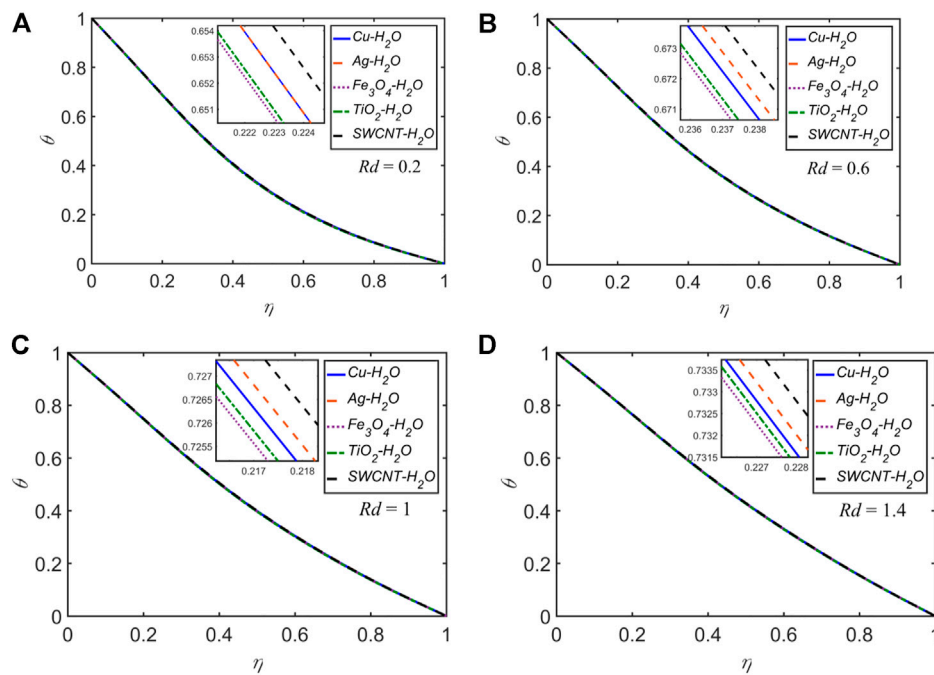 A
1
0.8
0.6
0.4
0.2
0
θ
0 0.2 0.4 0.6 0.8 1
η
0.654
0.653
0.652
0.651
0.222 0.223 0.224
Cu-H2O
Ag-H2O
Fe3O4-H2O
TiO2-H2O
SWCNT-H2O
Rd = 0.2
B
1
0.8
0.6
0.4
0.2
0
θ
0 0.2 0.4 0.6 0.8 1
η
0.673
0.672
0.671
0.236 0.237 0.238
Cu-H2O
Ag-H2O
Fe3O4-H2O
TiO2-H2O
SWCNT-H2O
Rd = 0.6
C
1
0.8
0.6
0.4
0.2
0
θ
0 0.2 0.4 0.6 0.8 1
η
0.727
0.7265
0.726
0.7255
0.217 0.218
Cu-H2O
Ag-H2O
Fe3O4-H2O
TiO2-H2O
SWCNT-H2O
Rd = 1
D
1
0.8
0.6
0.4
0.2
0
θ
0 0.2 0.4 0.6 0.8 1
η
0.7335
0.733
0.7325
0.732
0.7315
0.227 0.228
Cu-H2O
Ag-H2O
Fe3O4-H2O
TiO2-H2O
SWCNT-H2O
Rd = 1.4